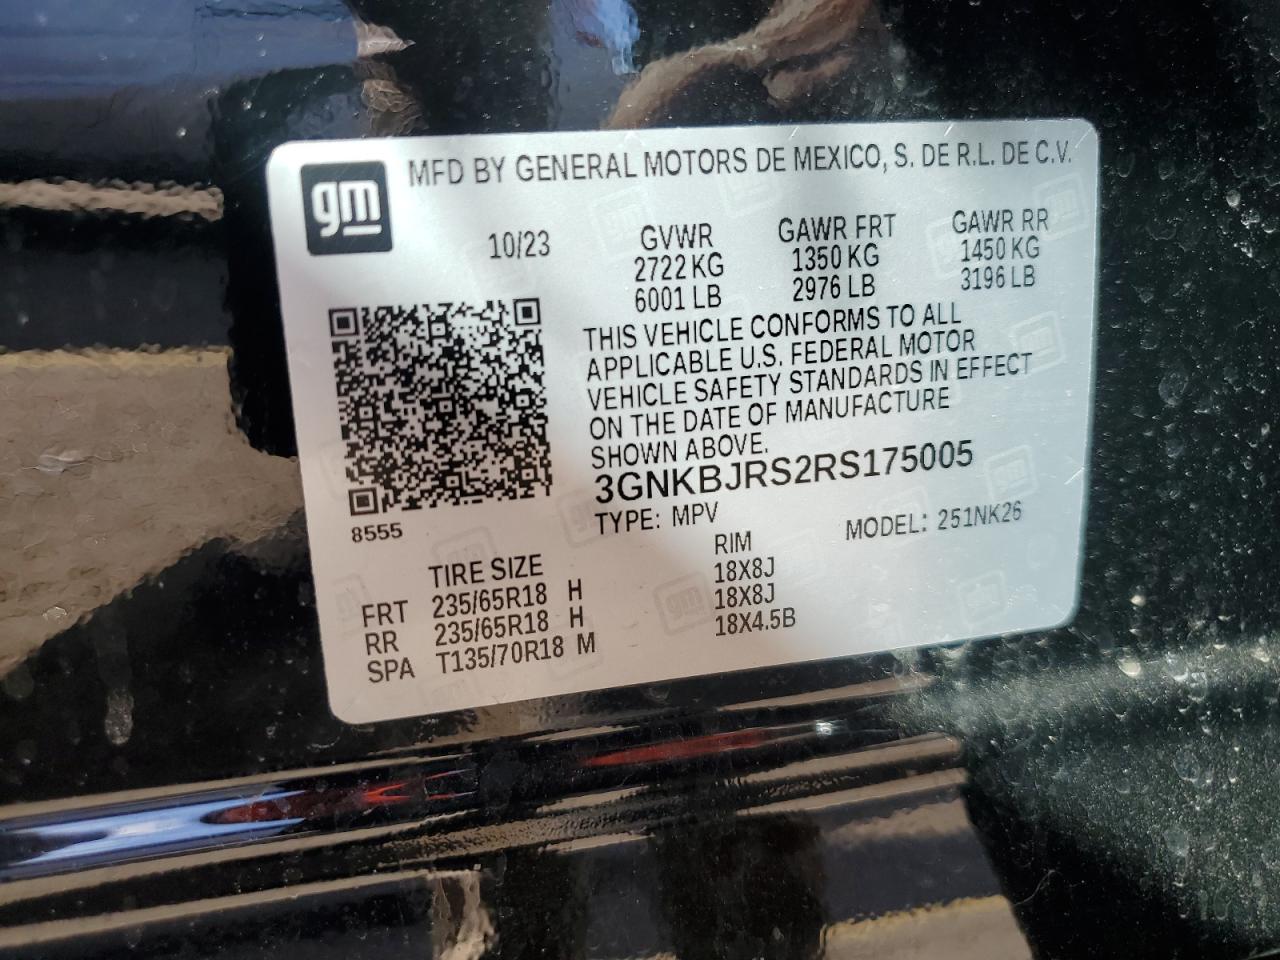 gm
MFD BY GENERAL MOTORS DE MEXICO, S. DE R.L. DE C.V.
10/23 GVWR GAWR FRT GAWR RR
2722 KG 1350 KG 1450 KG
6001 LB 2976 LB 3196 LB
THIS VEHICLE CONFORMS TO ALL
APPLICABLE U.S. FEDERAL MOTOR
VEHICLE SAFETY STANDARDS IN EFFECT
ON THE DATE OF MANUFACTURE
SHOWN ABOVE.
3GNKBJRS2RS175005
8555
TYPE: MPV MODEL: 251NK26
TIRE SIZE RIM
FRT 235/65R18 H 18X8J
RR 235/65R18 H 18X8J
SPA T135/70R18 M 18X4.5B